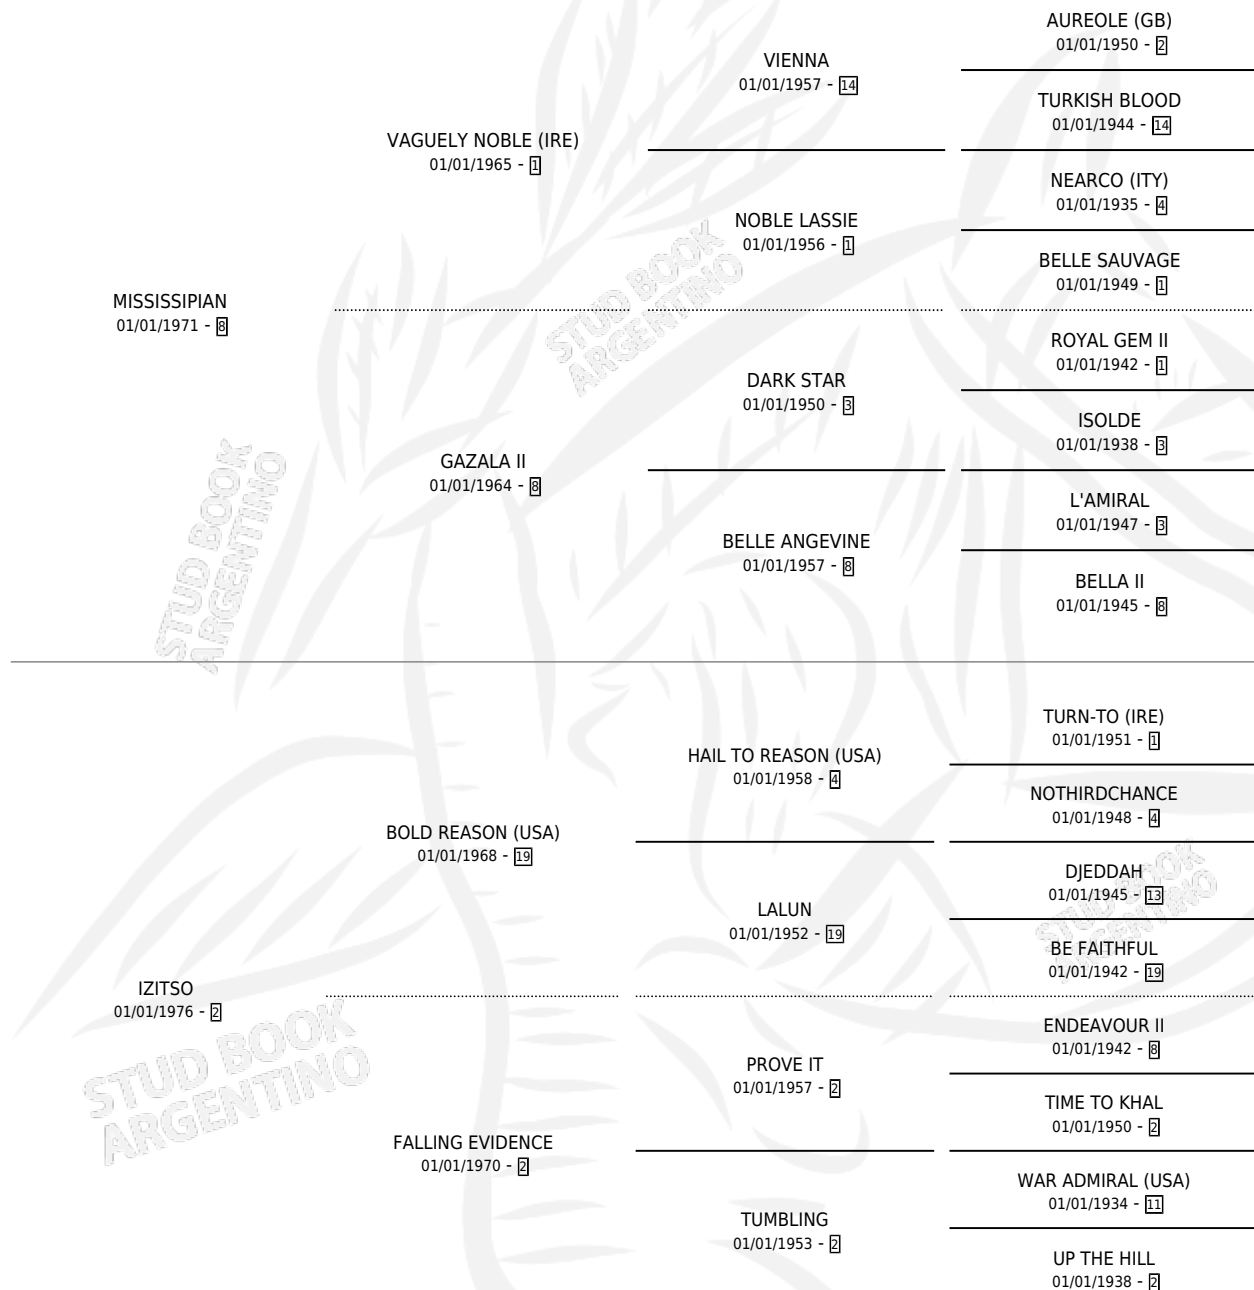 AUREOLE (GB)
01/01/1950 - 2
VIENNA
01/01/1957 - 14
TURKISH BLOOD
01/01/1944 - 14
VAGUELY NOBLE (IRE)
01/01/1965 - 1
NEARCO (ITY)
01/01/1935 - 4
NOBLE LASSIE
01/01/1956 - 1
BELLE SAUVAGE
01/01/1949 - 1
MISSISSIPIAN
01/01/1971 - 8
ROYAL GEM II
01/01/1942 - 1
DARK STAR
01/01/1950 - 3
ISOLDE
01/01/1938 - 3
GAZALA II
01/01/1964 - 8
L'AMIRAL
01/01/1947 - 3
BELLE ANGEVINE
01/01/1957 - 8
BELLA II
01/01/1945 - 8
TURN-TO (IRE)
01/01/1951 - 1
HAIL TO REASON (USA)
01/01/1958 - 4
NOTHIRDCHANCE
01/01/1948 - 4
BOLD REASON (USA)
01/01/1968 - 19
DJEDDAH
01/01/1945 - 13
LALUN
01/01/1952 - 19
BE FAITHFUL
01/01/1942 - 19
IZITSO
01/01/1976 - 2
ENDEAVOUR II
01/01/1942 - 8
PROVE IT
01/01/1957 - 2
TIME TO KHAL
01/01/1950 - 2
FALLING EVIDENCE
01/01/1970 - 2
WAR ADMIRAL (USA)
01/01/1934 - 11
TUMBLING
01/01/1953 - 2
UP THE HILL
01/01/1938 - 2
STUD BOOK
ARGENTINO
STUD BOOK
ARGENTINO
STUD BOOK
ARGENTINO
STUD BOOK
ARGENTINO